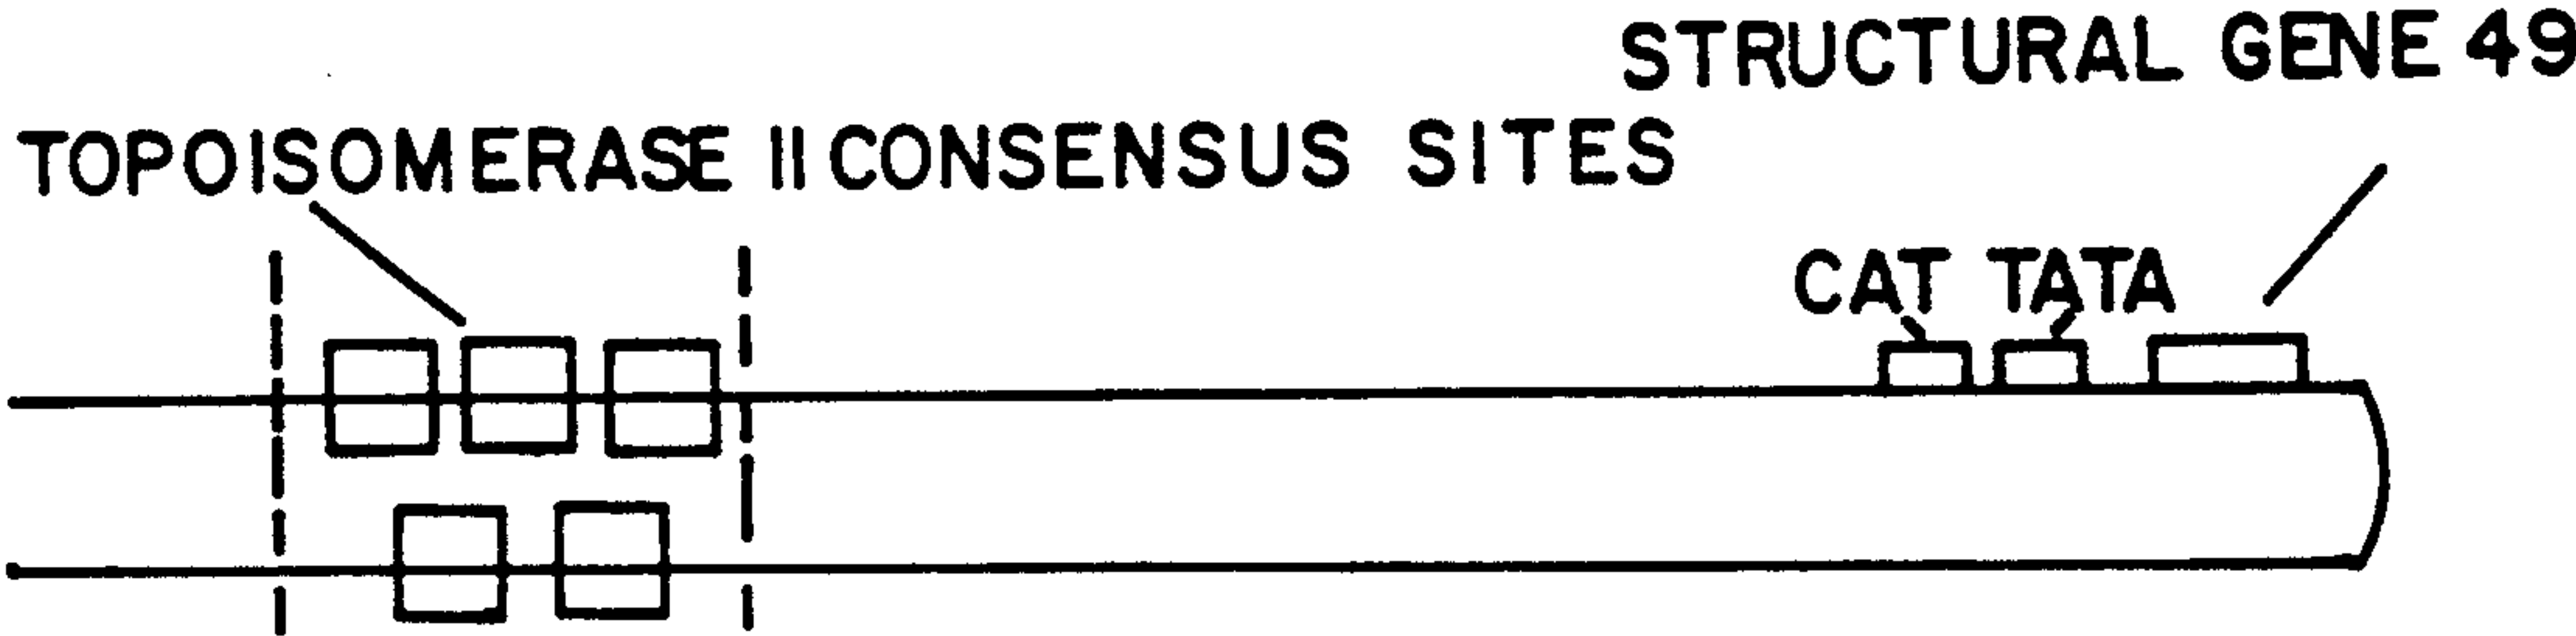 STRUCTURAL GENE 49
TOPOISOMERASE II CONSENSUS SITES
CAT TATA